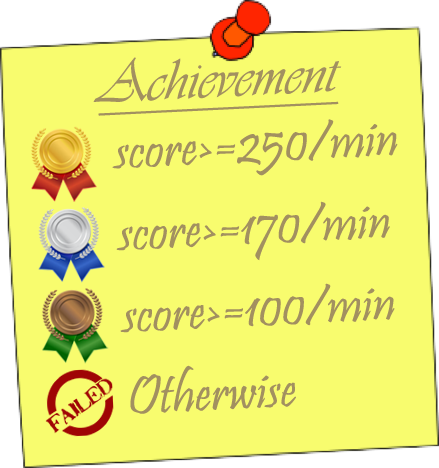 Achievement
score>=250/min
score>=170/min
score>=100/min
FAILED Otherwise